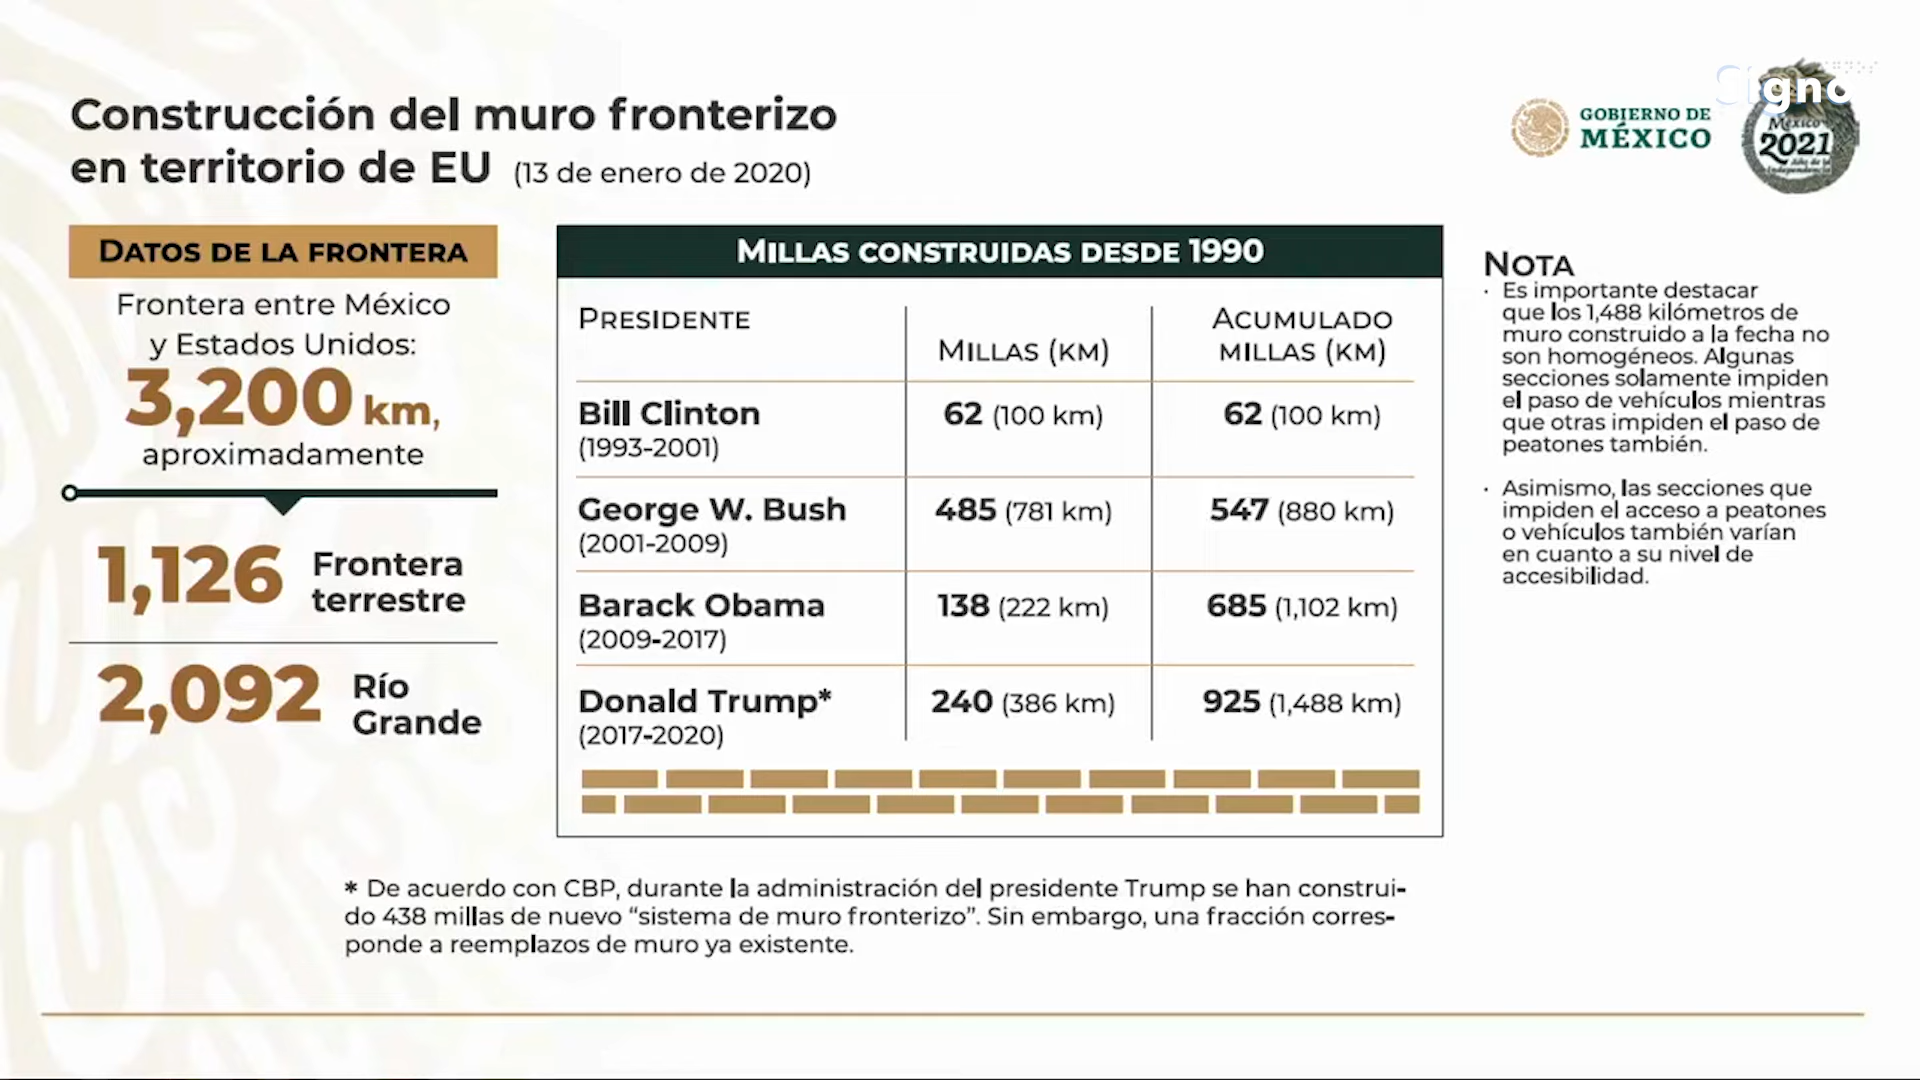 Construcción del muro fronterizo
en territorio de EU (13 de enero de 2020)
GOBIERNO DE
MÉXICO
Signo
México
2021
Año de la
Independencia
DATOS DE LA FRONTERA
Frontera entre México
y Estados Unidos:
3,200 km,
aproximadamente
1,126 Frontera
terrestre
2,092 Río
Grande
MILLAS CONSTRUIDAS DESDE 1990
PRESIDENTE
MILLAS (KM)
ACUMULADO
MILLAS (KM)
Bill Clinton 62 (100 km) 62 (100 km)
(1993-2001)
George W. Bush 485 (781 km) 547 (880 km)
(2001-2009)
Barack Obama 138 (222 km) 685 (1,102 km)
(2009-2017)
Donald Trump* 240 (386 km) 925 (1,488 km)
(2017-2020)
NOTA
· Es importante destacar
que los 1,488 kilómetros de
muro construido a la fecha no
son homogéneos. Algunas
secciones solamente impiden
el paso de vehículos mientras
que otras impiden el paso de
peatones también.
· Asimismo, las secciones que
impiden el acceso a peatones
o vehículos también varían
en cuanto a su nivel de
accesibilidad.
* De acuerdo con CBP, durante la administración del presidente Trump se han construi-
do 438 millas de nuevo “sistema de muro fronterizo”. Sin embargo, una fracción corres-
ponde a reemplazos de muro ya existente.